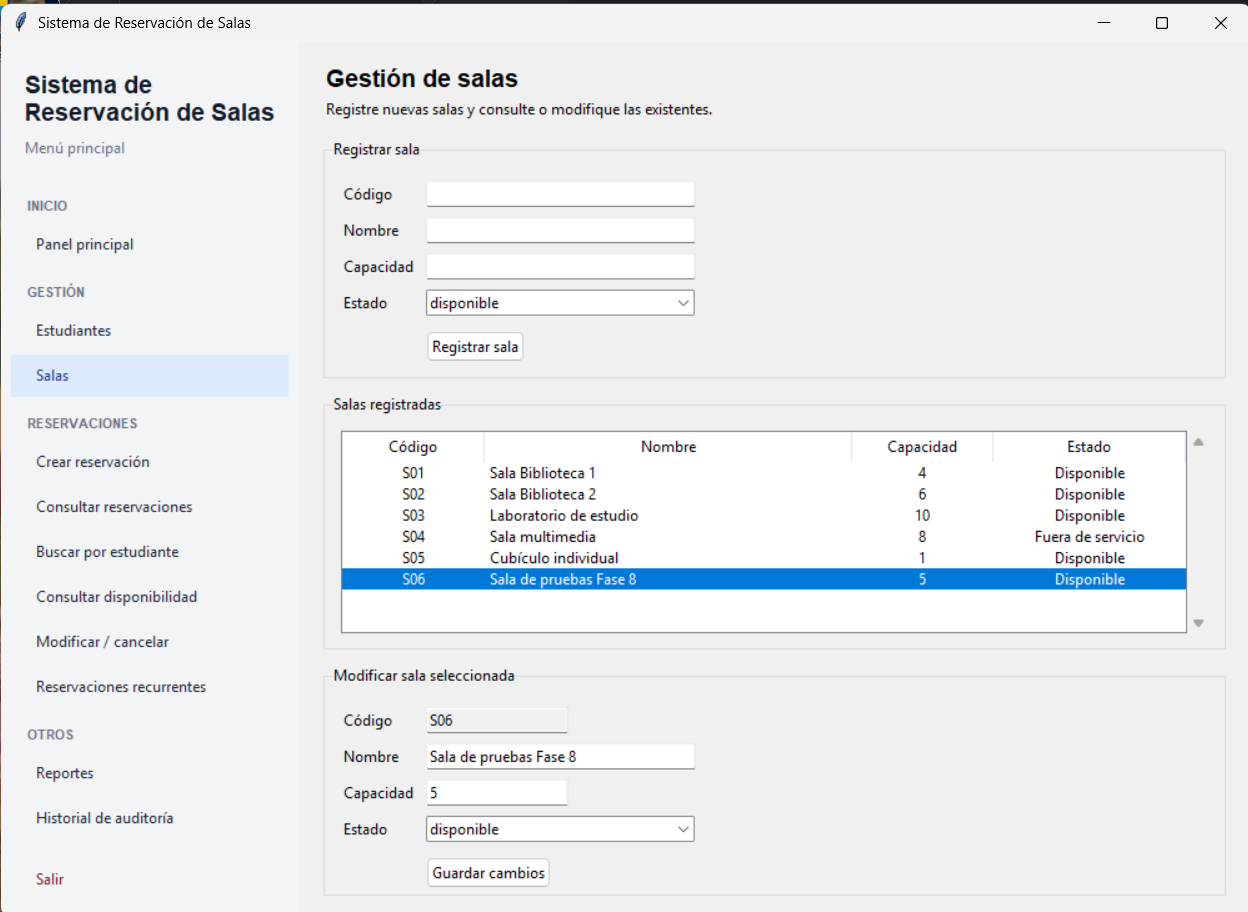 Sistema de Reservación de Salas
Sistema de
Reservación de Salas
Menú principal
INICIO
Panel principal
GESTIÓN
Estudiantes
Salas
RESERVACIONES
Crear reservación
Consultar reservaciones
Buscar por estudiante
Consultar disponibilidad
Modificar / cancelar
Reservaciones recurrentes
OTROS
Reportes
Historial de auditoría
Salir
Gestión de salas
Registre nuevas salas y consulte o modifique las existentes.
Registrar sala
Código
Nombre
Capacidad
Estado disponible
Registrar sala
Salas registradas
Código Nombre Capacidad Estado
S01 Sala Biblioteca 1 4 Disponible
S02 Sala Biblioteca 2 6 Disponible
S03 Laboratorio de estudio 10 Disponible
S04 Sala multimedia 8 Fuera de servicio
S05 Cubículo individual 1 Disponible
S06 Sala de pruebas Fase 8 5 Disponible
Modificar sala seleccionada
Código S06
Nombre Sala de pruebas Fase 8
Capacidad 5
Estado disponible
Guardar cambios